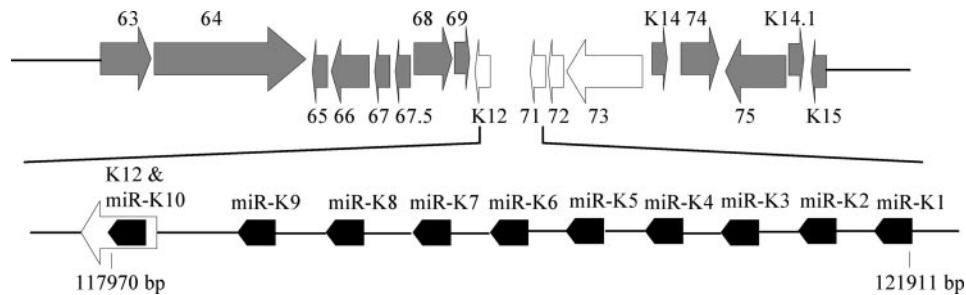 63 64 68 69 K14 74 K14.1
65 66 67 67.5 K12 71 72 73 75 K15
K12 &
miR-K10 miR-K9 miR-K8 miR-K7 miR-K6 miR-K5 miR-K4 miR-K3 miR-K2 miR-K1
117970 bp 121911 bp